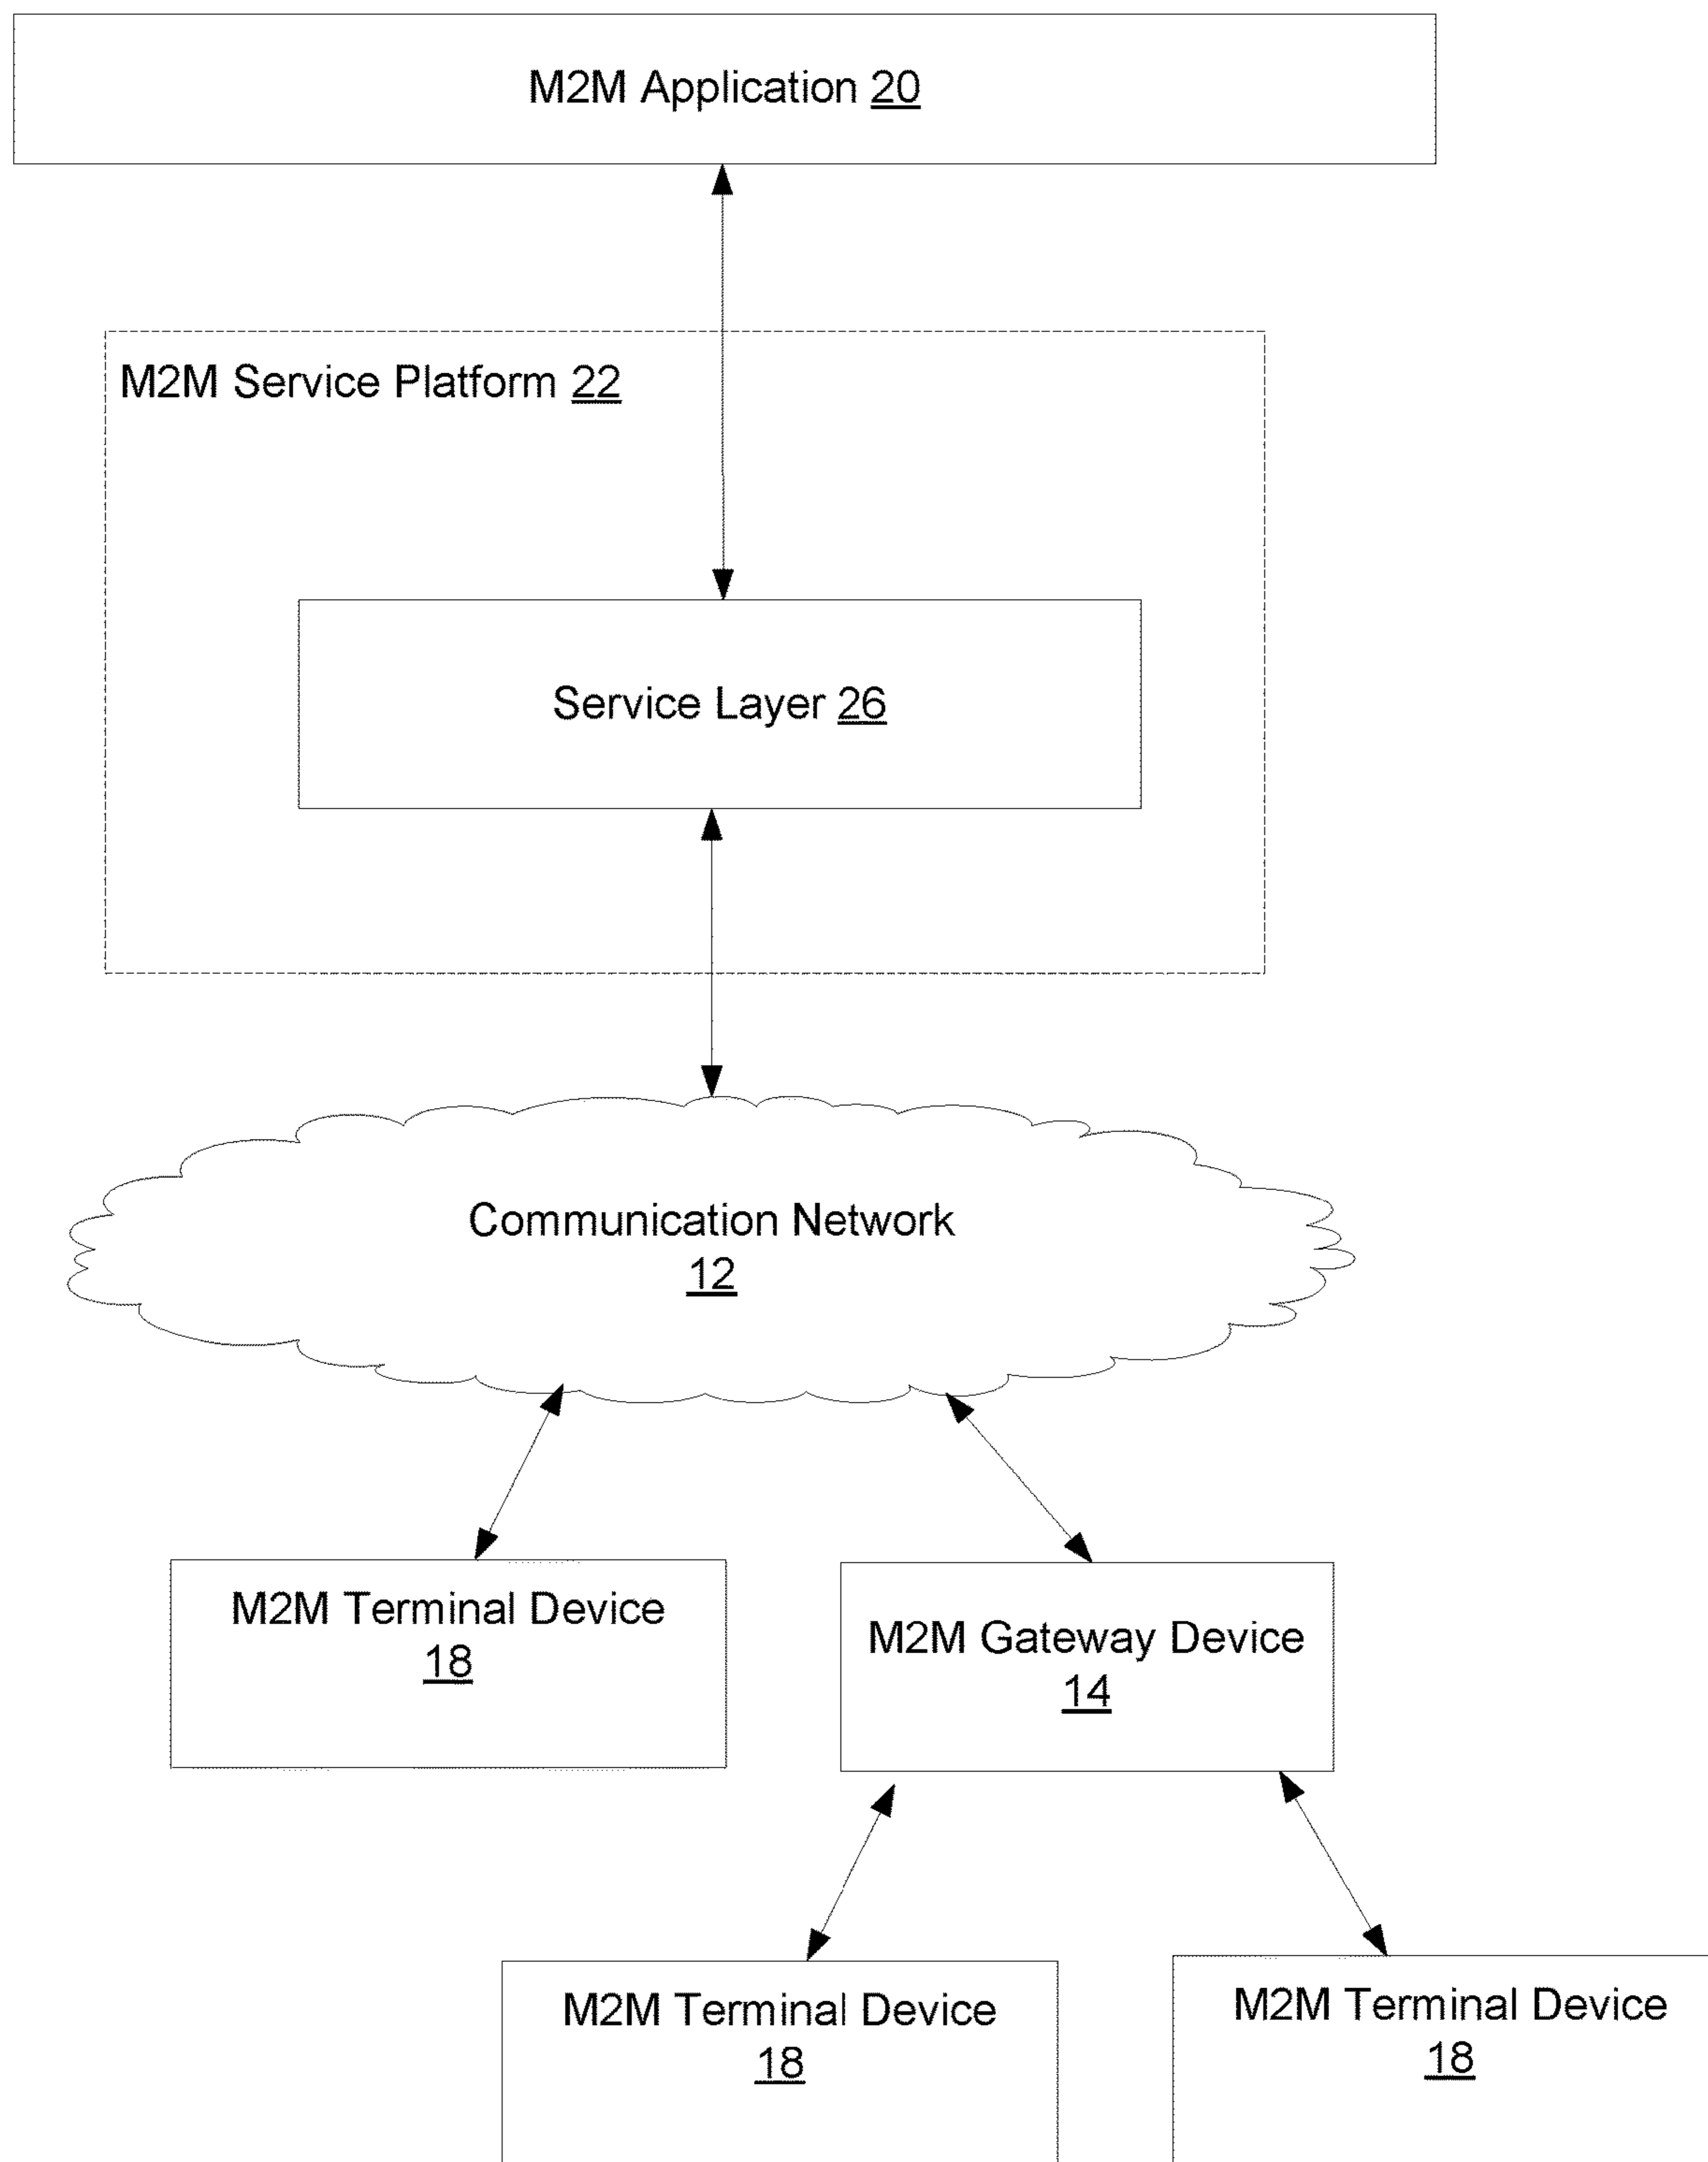 M2M Application 20
M2M Service Platform 22
Service Layer 26
Communication Network
12
M2M Terminal Device
18
M2M Gateway Device
14
M2M Terminal Device
18
M2M Terminal Device
18